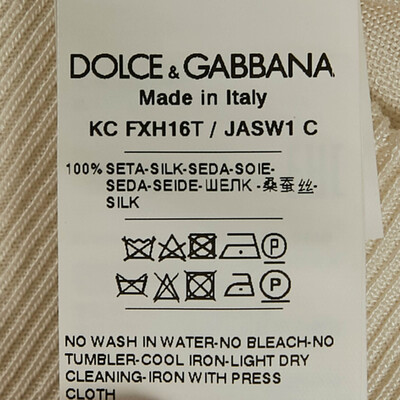 DOLCE & GABBANA
Made in Italy
KC FXH16T / JASW1 C
100% SETA-SILK-SEDA-SOIE-
SEDA-SEIDE-ШЕЛК-桑蚕丝-
SILK
P
P
NO WASH IN WATER-NO BLEACH-NO
TUMBLER-COOL IRON-LIGHT DRY
CLEANING-IRON WITH PRESS
CLOTH